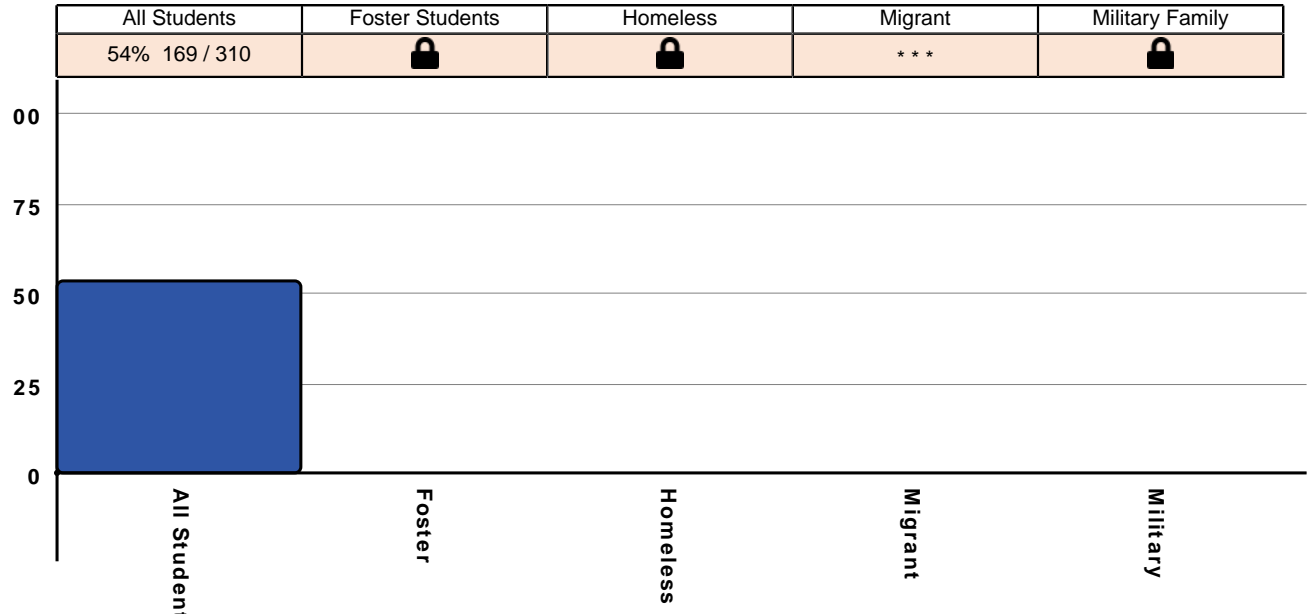 All Students Foster Students Homeless Migrant Military Family
54% 169 / 310 * * *
00
75
50
25
0
All Student
Foster
Homeless
Migrant
Military